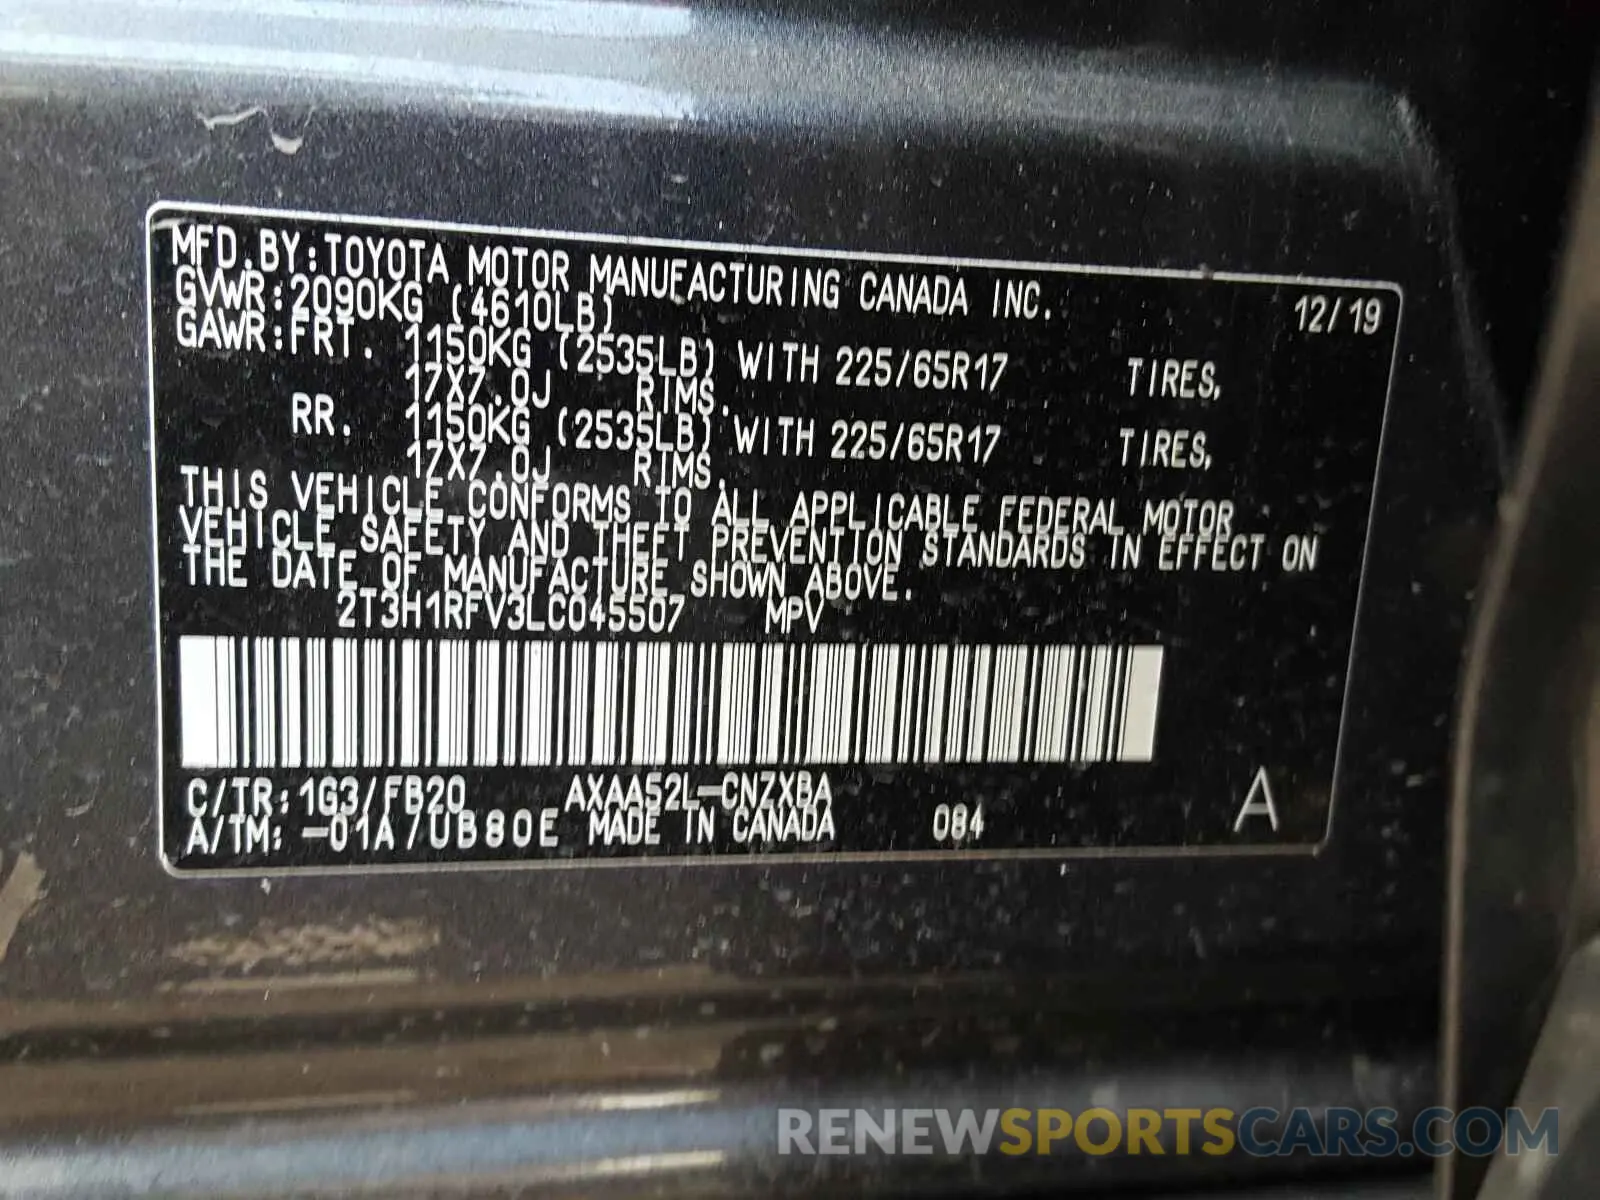 MFD.BY:TOYOTA MOTOR MANUFACTURING CANADA INC. 12/19
GVWR:2090KG (4610LB)
GAWR:FRT. 1150KG (2535LB) WITH 225/65R17 TIRES,
17X7.0J RIMS.
RR. 1150KG (2535LB) WITH 225/65R17 TIRES,
17X7.0J RIMS.
THIS VEHICLE CONFORMS TO ALL APPLICABLE FEDERAL MOTOR
VEHICLE SAFETY AND THEFT PREVENTION STANDARDS IN EFFECT ON
THE DATE OF MANUFACTURE SHOWN ABOVE.
2T3H1RFV3LC045507 MPV
C/TR:1G3/FB20 AXAA52L-CNZXBA
A/TM: -01A/UB80E MADE IN CANADA 084 A
RENEWSPORTSCARS.COM